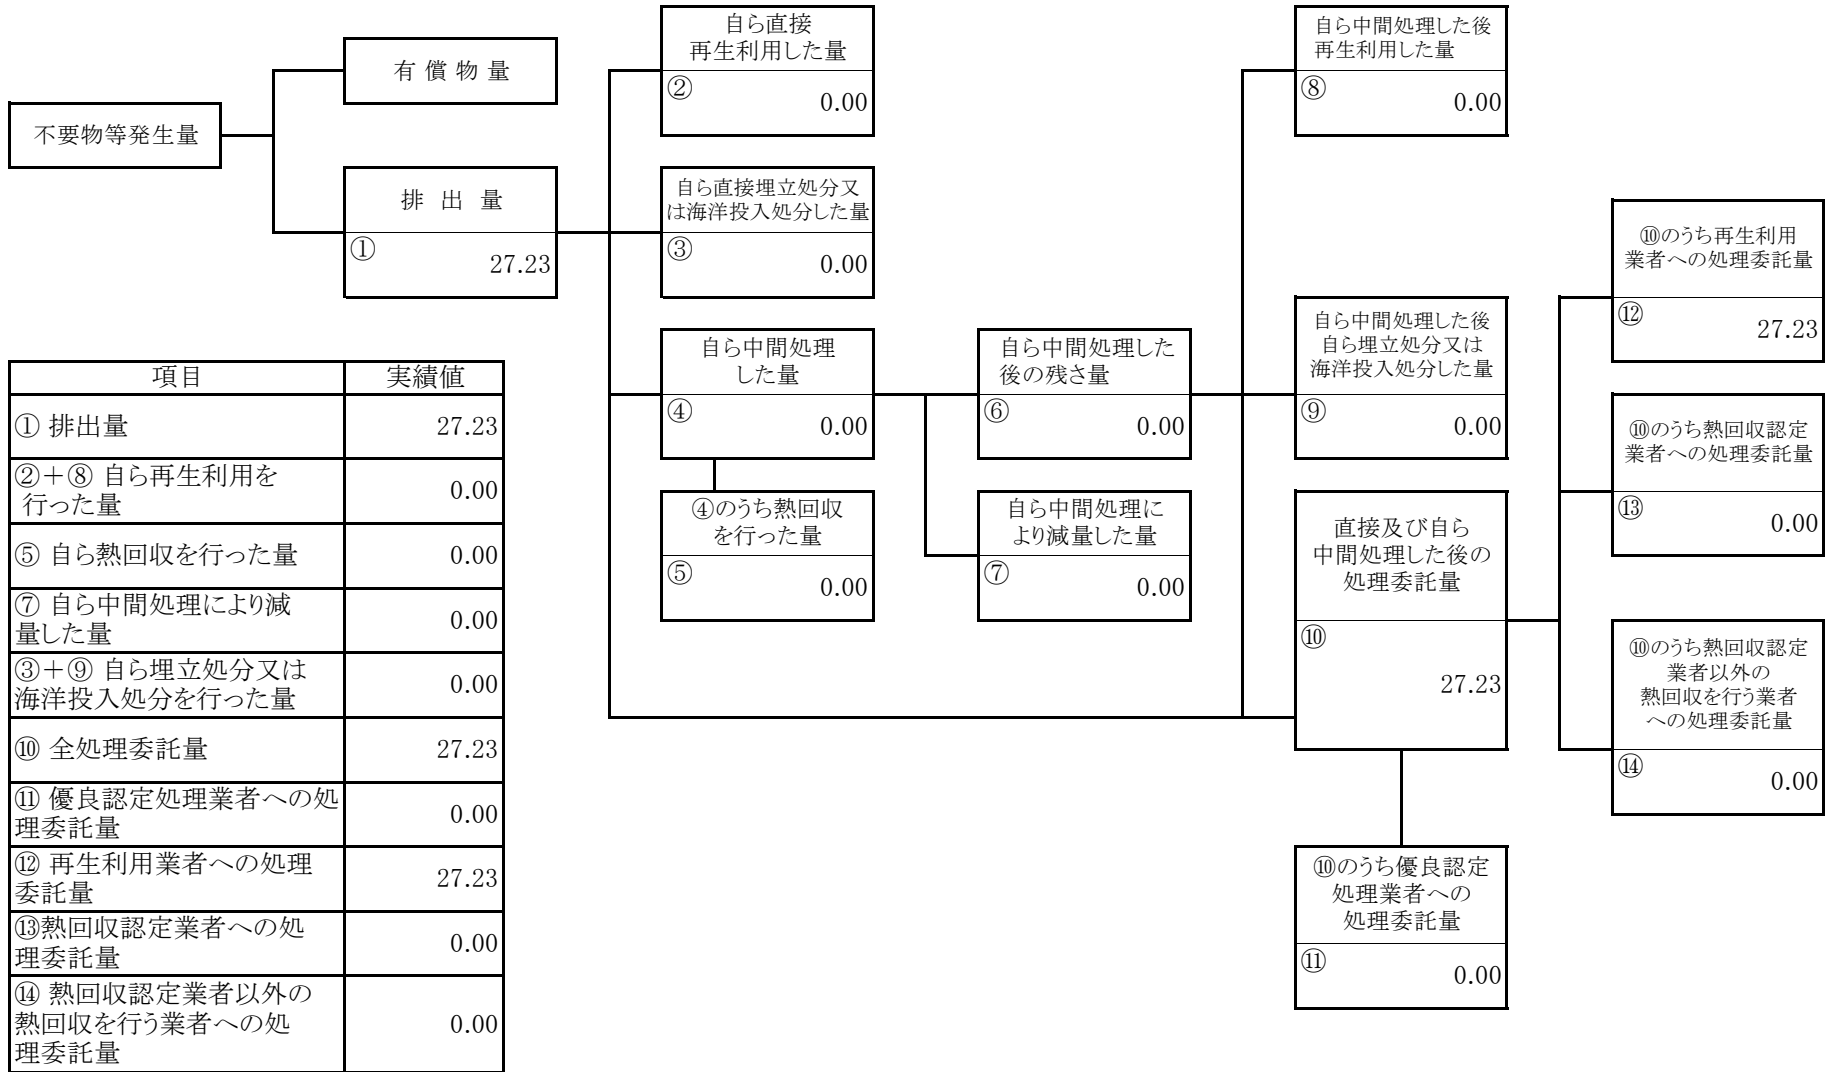 不要物等発生量
有 償 物 量
排 出 量
①
27.23
自ら直接
再生利用した量
②
0.00
自ら直接埋立処分又
は海洋投入処分した量
③
0.00
自ら中間処理
した量
④
0.00
④のうち熱回収
を行った量
⑤
0.00
自ら中間処理した
後の残さ量
⑥
0.00
自ら中間処理に
より減量した量
⑦
0.00
自ら中間処理した後
再生利用した量
⑧
0.00
自ら中間処理した後
自ら埋立処分又は
海洋投入処分した量
⑨
0.00
直接及び自ら
中間処理した後の
処理委託量
⑩
27.23
⑩のうち優良認定
処理業者への
処理委託量
⑪
0.00
⑩のうち再生利用
業者への処理委託量
⑫
27.23
⑩のうち熱回収認定
業者への処理委託量
⑬
0.00
⑩のうち熱回収認定
業者以外の
熱回収を行う業者
への処理委託量
⑭
0.00
項目 実績値
① 排出量 27.23
②+⑧ 自ら再生利用を
行った量 0.00
⑤ 自ら熱回収を行った量 0.00
⑦ 自ら中間処理により減
量した量 0.00
③+⑨ 自ら埋立処分又は
海洋投入処分を行った量 0.00
⑩ 全処理委託量 27.23
⑪ 優良認定処理業者への処
理委託量 0.00
⑫ 再生利用業者への処理
委託量 27.23
⑬熱回収認定業者への処
理委託量 0.00
⑭ 熱回収認定業者以外の
熱回収を行う業者への処
理委託量 0.00